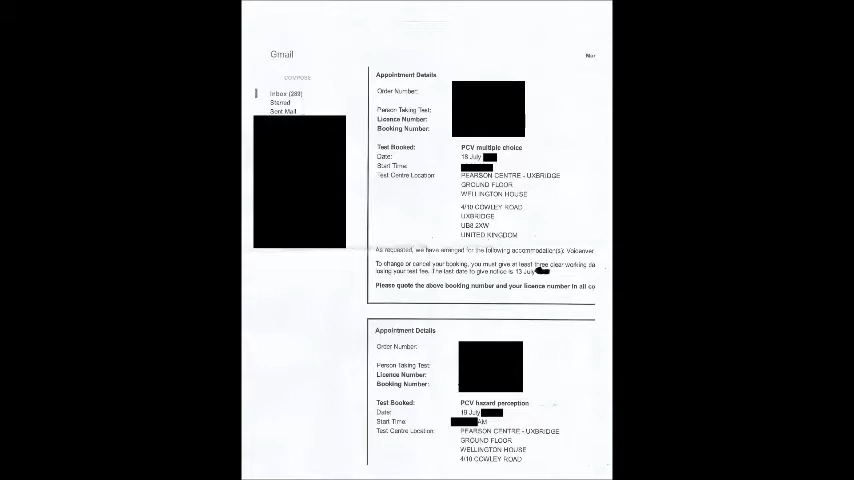 Gmail
COMPOSE
Inbox (289)
Starred
Sent Mail
Appointment Details
Order Number:
Person Taking Test:
Licence Number:
Booking Number:
Test Booked: PCV multiple choice
Date: 18 July
Start Time:
Test Centre Location: PEARSON CENTRE - UXBRIDGE
GROUND FLOOR
WELLINGTON HOUSE
4/10 COWLEY ROAD
UXBRIDGE
UB8 2XW
UNITED KINGDOM
As requested, we have arranged for the following accommodation(s): Voiceover
To change or cancel your booking, you must give at least three clear working da
losing your test fee. The last date to give notice is 13 July
Please quote the above booking number and your licence number in all co
Appointment Details
Order Number:
Person Taking Test:
Licence Number:
Booking Number:
Test Booked: PCV hazard perception
Date: 18 July
Start Time: AM
Test Centre Location: PEARSON CENTRE - UXBRIDGE
GROUND FLOOR
WELLINGTON HOUSE
4/10 COWLEY ROAD